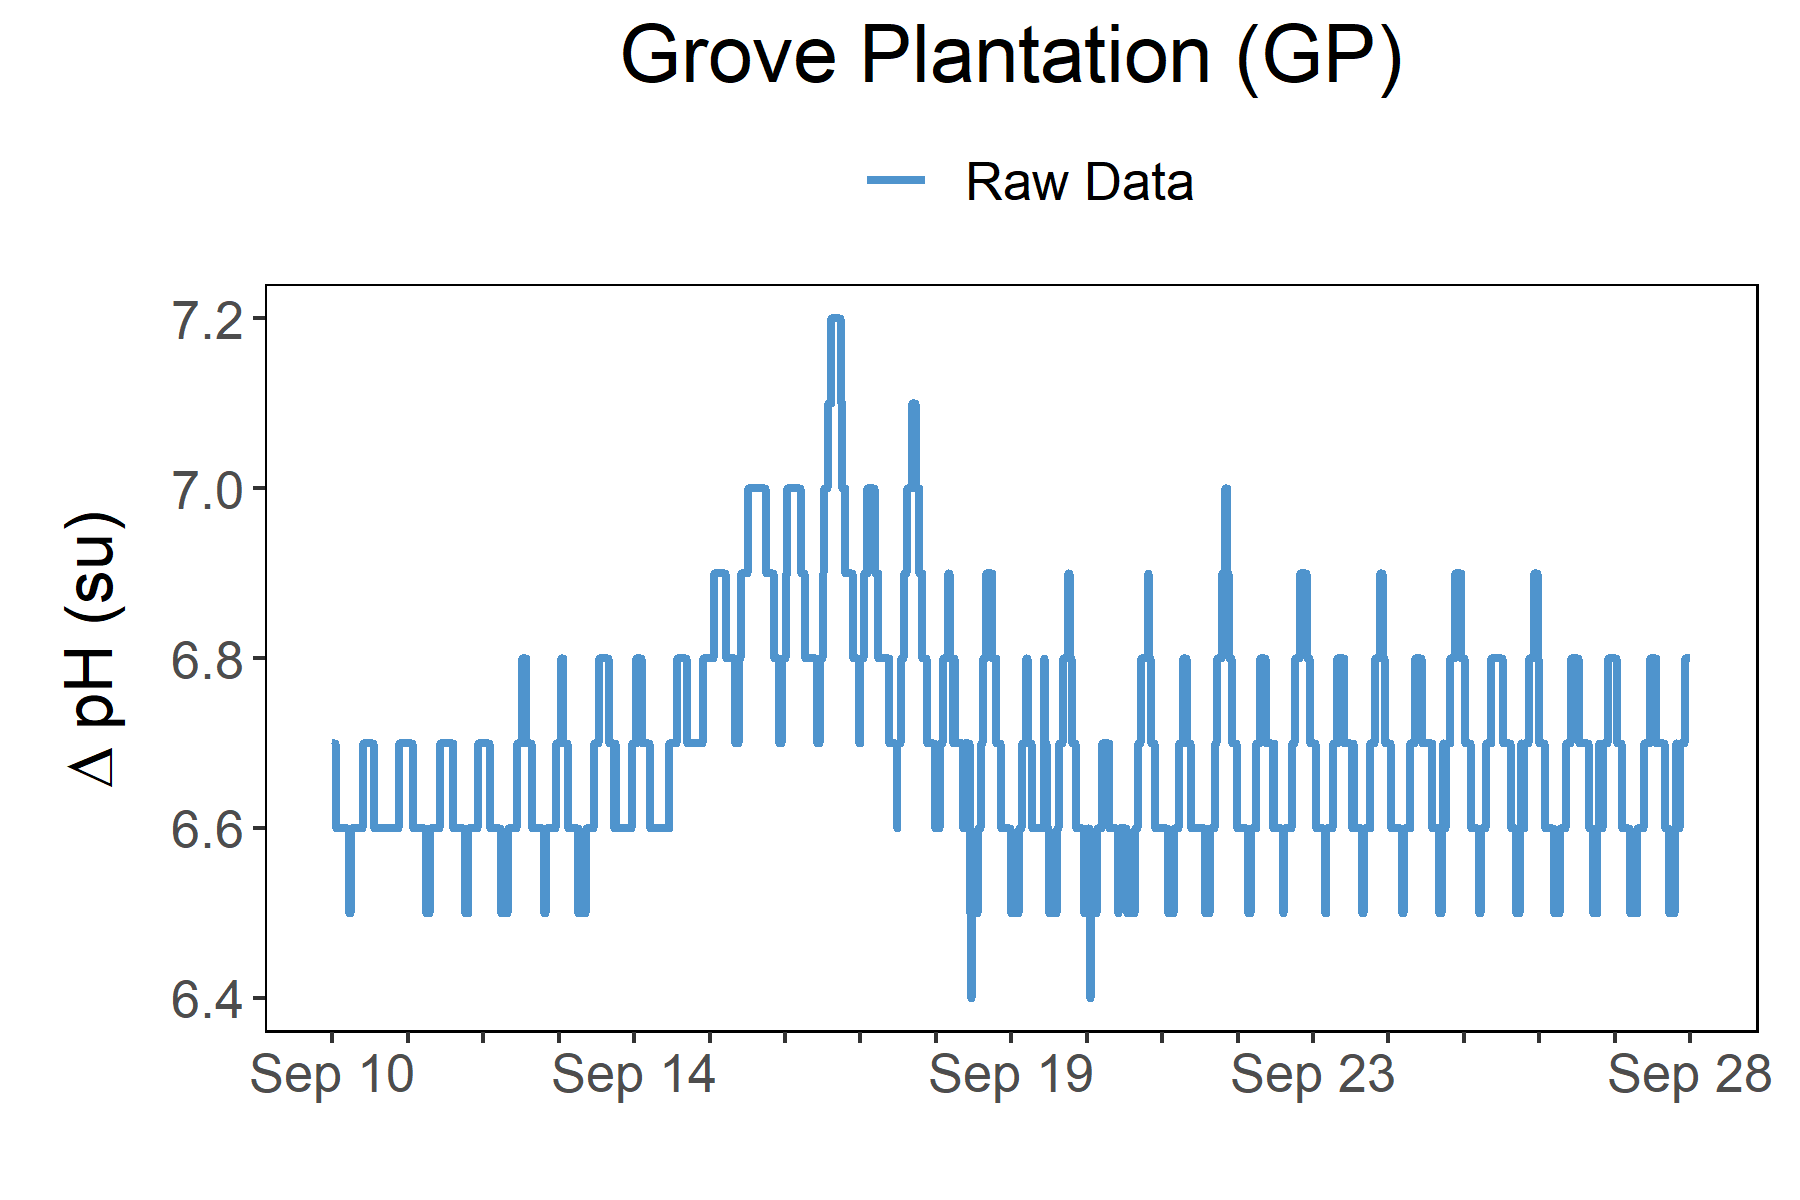 Grove Plantation (GP)
Raw Data
Δ pH (su)
7.2
7.0
6.8
6.6
6.4
Sep 10 Sep 14 Sep 19 Sep 23 Sep 28